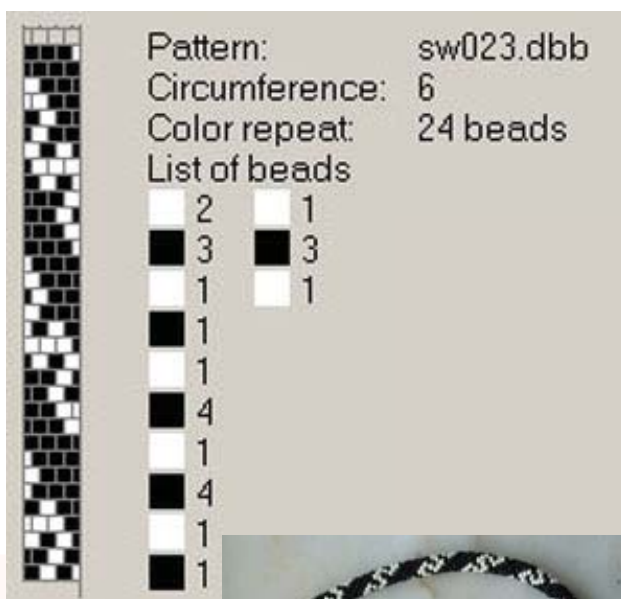 Pattern: sw023.dbb
Circumference: 6
Color repeat: 24 beads
List of beads
2 1
3 3
1 1
1
1
4
1
4
1
1